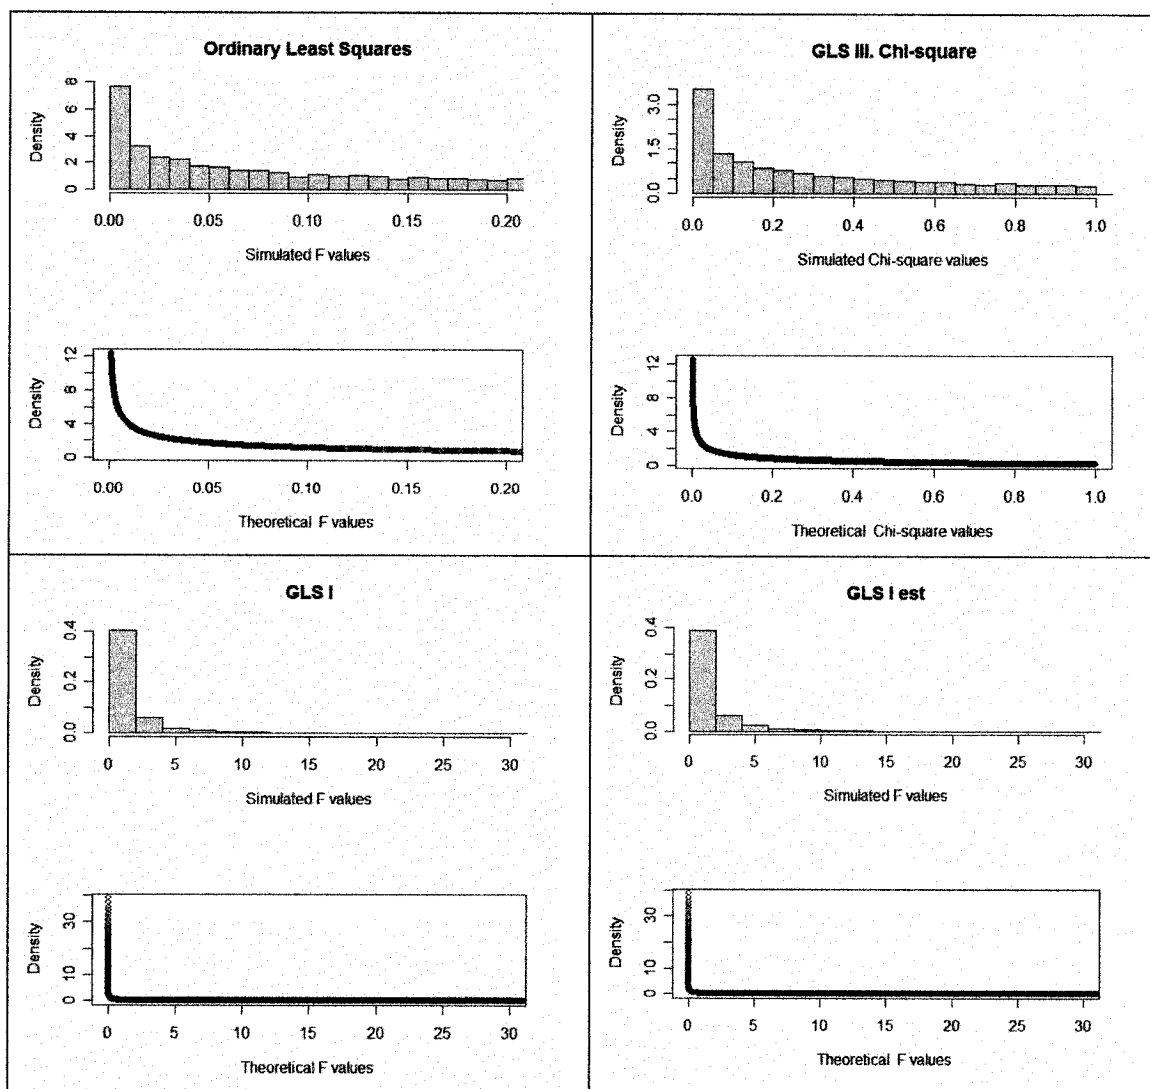 Ordinary Least Squares
Density
0 2 4 6 8
0.00 0.05 0.10 0.15 0.20
Simulated F values
Density
0 4 8 12
0.00 0.05 0.10 0.15 0.20
Theoretical F values
GLS III. Chi-square
Density
0.0 1.5 3.0
0.0 0.2 0.4 0.6 0.8 1.0
Simulated Chi-square values
Density
0 4 8 12
0.0 0.2 0.4 0.6 0.8 1.0
Theoretical Chi-square values
GLS I
Density
0.0 0.2 0.4
0 5 10 15 20 25 30
Simulated F values
Density
0 10 30
0 5 10 15 20 25 30
Theoretical F values
GLS I est
Density
0.0 0.2 0.4
0 5 10 15 20 25 30
Simulated F values
Density
0 10 30
0 5 10 15 20 25 30
Theoretical F values